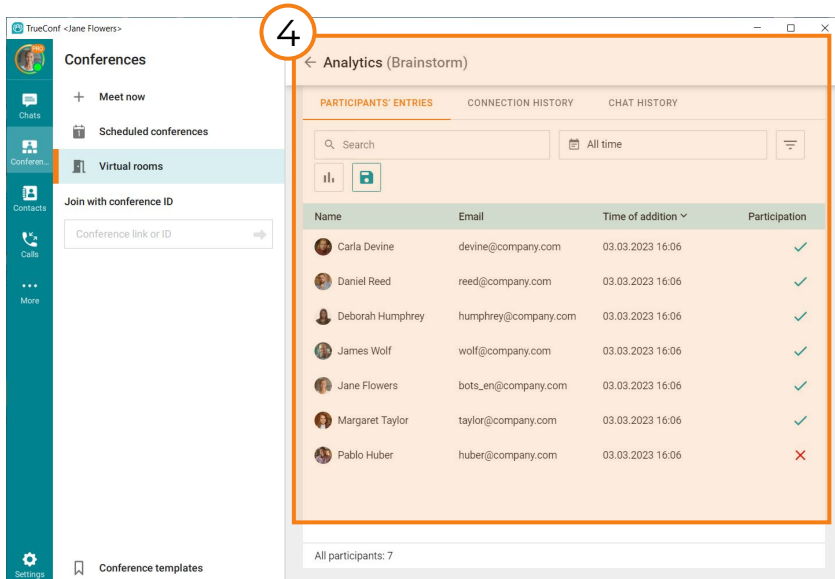 TrueConf <Jane Flowers>
4
PRO
Chats
Conferen...
Contacts
Calls
More
Settings
Conferences
Meet now
1
Scheduled conferences
Virtual rooms
Join with conference ID
Conference link or ID
Conference templates
Analytics (Brainstorm)
PARTICIPANTS' ENTRIES CONNECTION HISTORY CHAT HISTORY
Search All time
Name Email Time of addition Participation
Carla Devine devine@company.com 03.03.2023 16:06
Daniel Reed reed@company.com 03.03.2023 16:06
Deborah Humphrey humphrey@company.com 03.03.2023 16:06
James Wolf wolf@company.com 03.03.2023 16:06
Jane Flowers bots_en@company.com 03.03.2023 16:06
Margaret Taylor taylor@company.com 03.03.2023 16:06
Pablo Huber huber@company.com 03.03.2023 16:06
All participants: 7